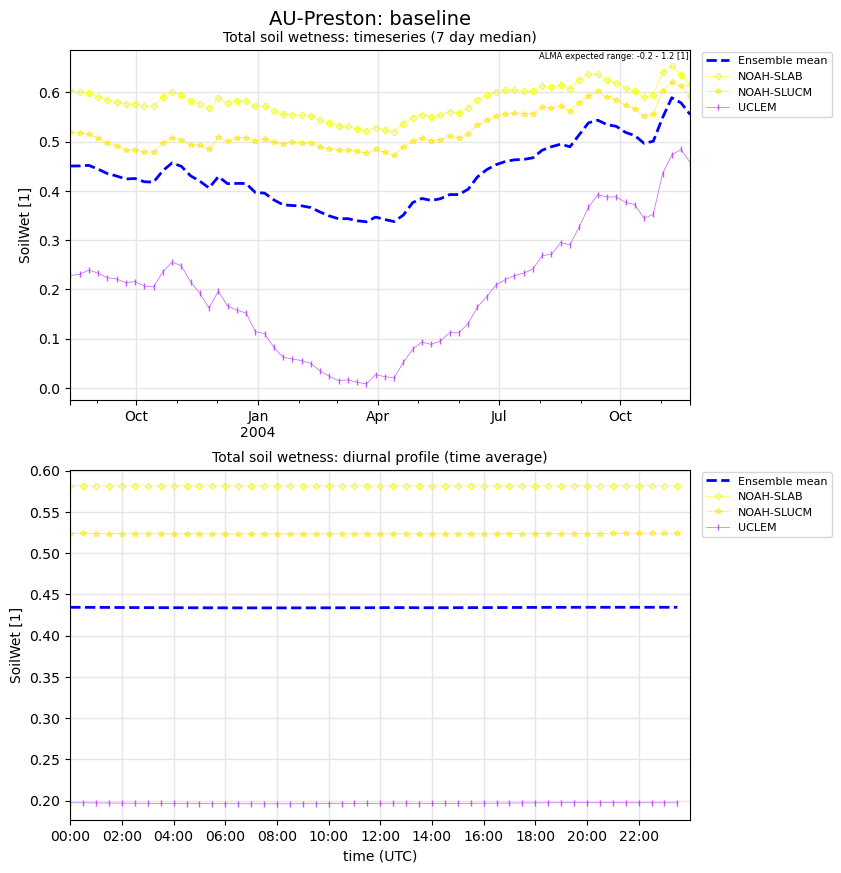 AU-Preston: baseline
Total soil wetness: timeseries (7 day median)
ALMA expected range: -0.2 - 1.2 [1]
Ensemble mean
NOAH-SLAB
NOAH-SLUCM
UCLEM
SoilWet [1]
0.6
0.5
0.4
0.3
0.2
0.1
0.0
Oct
Jan
Apr
Jul
Oct
2004
Total soil wetness: diurnal profile (time average)
Ensemble mean
NOAH-SLAB
NOAH-SLUCM
UCLEM
SoilWet [1]
0.60
0.55
0.50
0.45
0.40
0.35
0.30
0.25
0.20
00:00
02:00
04:00
06:00
08:00
10:00
12:00
14:00
16:00
18:00
20:00
22:00
time (UTC)